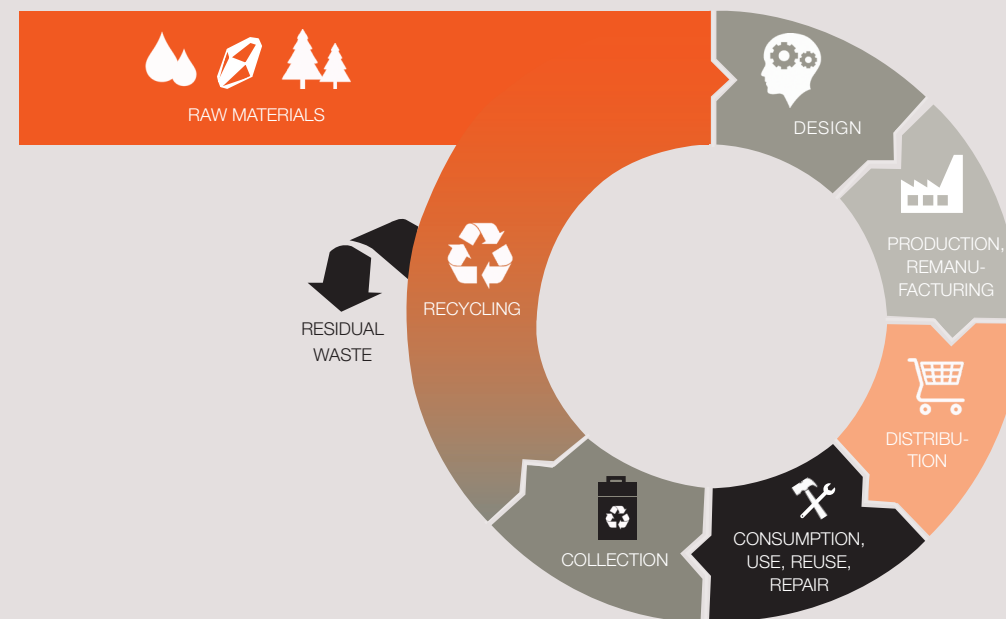 RAW MATERIALS
DESIGN
PRODUCTION,
REMANU-
FACTURING
DISTRIBU-
TION
CONSUMPTION,
USE, REUSE,
REPAIR
COLLECTION
RECYCLING
RESIDUAL
WASTE